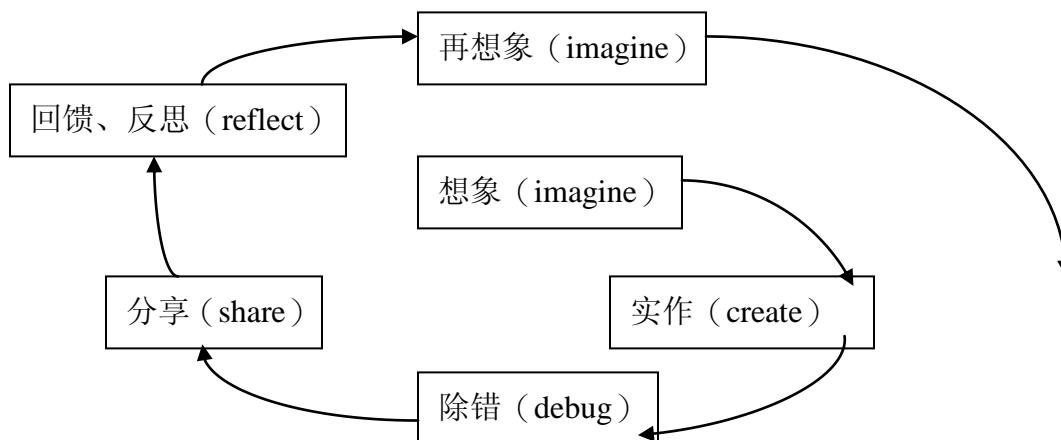 再想象（imagine）
回馈、反思（reflect）
想象（imagine）
分享（share）
实作（create）
除错（debug）